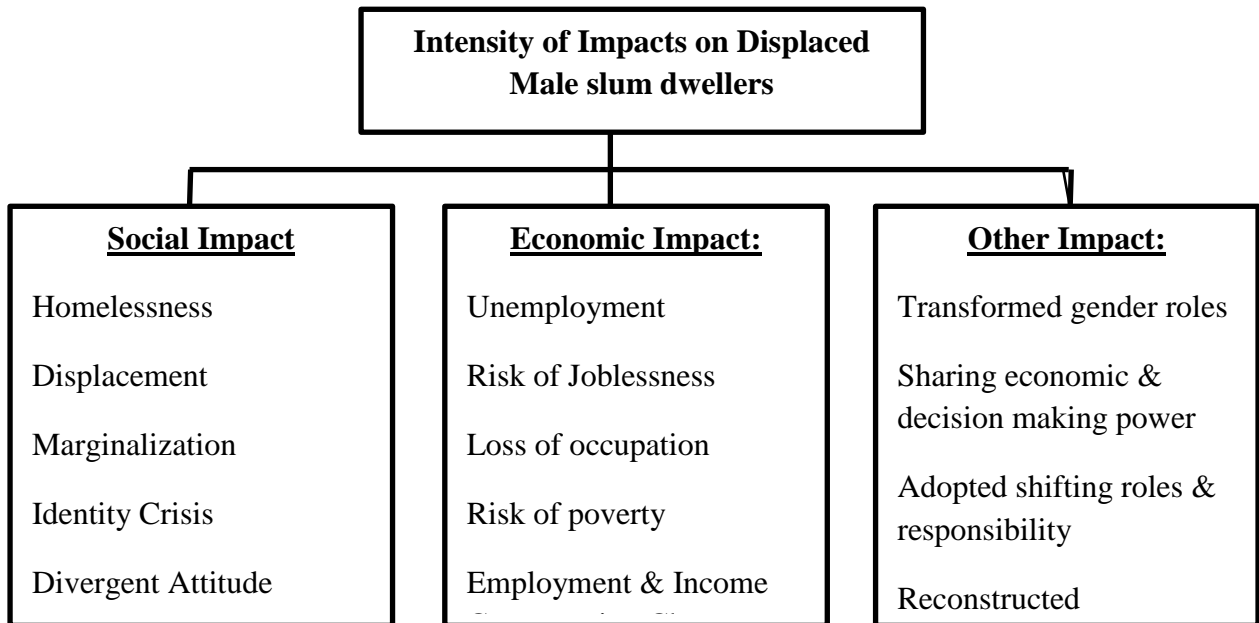 Intensity of Impacts on Displaced
Male slum dwellers
Social Impact
Homelessness
Displacement
Marginalization
Identity Crisis
Divergent Attitude
Economic Impact:
Unemployment
Risk of Joblessness
Loss of occupation
Risk of poverty
Employment & Income
Other Impact:
Transformed gender roles
Sharing economic &
decision making power
Adopted shifting roles &
responsibility
Reconstructed